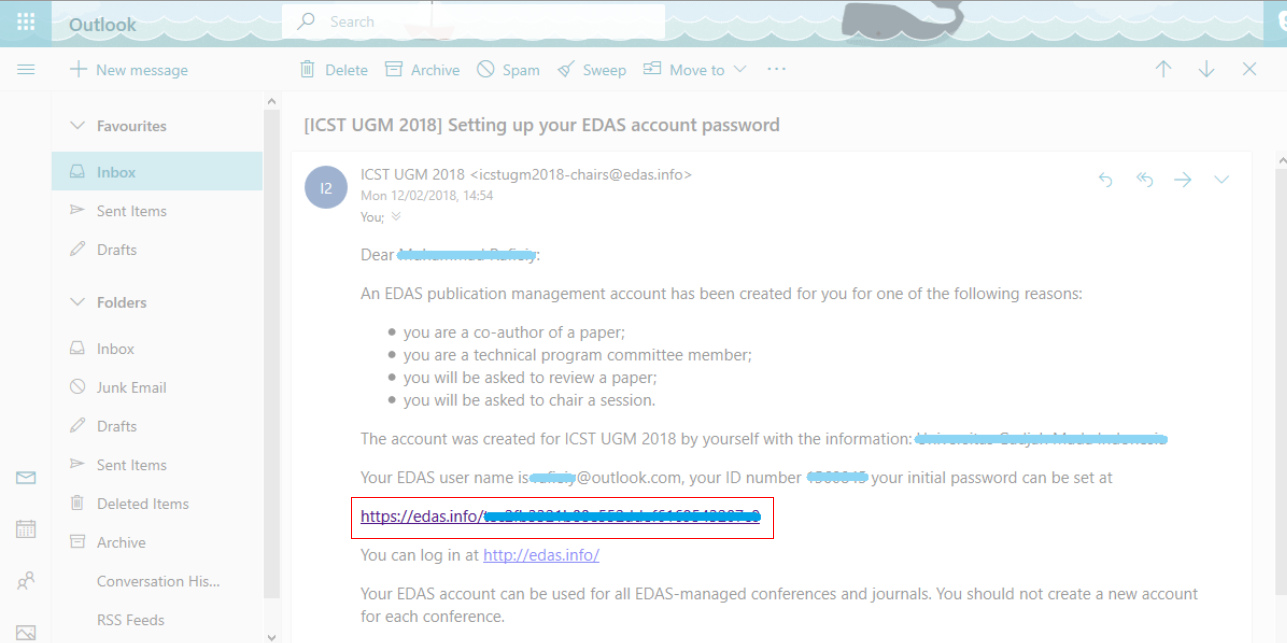 Outlook
Search
New message
Delete
Archive
Spam
Sweep
Move to
[ICST UGM 2018] Setting up your EDAS account password
Favourites
Inbox
Sent Items
Drafts
Folders
Inbox
Junk Email
Drafts
Sent Items
Deleted Items
Archive
Conversation His...
RSS Feeds
I2
ICST UGM 2018 <icstugm2018-chairs@edas.info>
Mon 12/02/2018, 14:54
You;
Dear :
An EDAS publication management account has been created for you for one of the following reasons:
• you are a co-author of a paper;
• you are a technical program committee member;
• you will be asked to review a paper;
• you will be asked to chair a session.
The account was created for ICST UGM 2018 by yourself with the information:
Your EDAS user name is @outlook.com, your ID number your initial password can be set at
https://edas.info/
You can log in at http://edas.info/
Your EDAS account can be used for all EDAS-managed conferences and journals. You should not create a new account
for each conference.